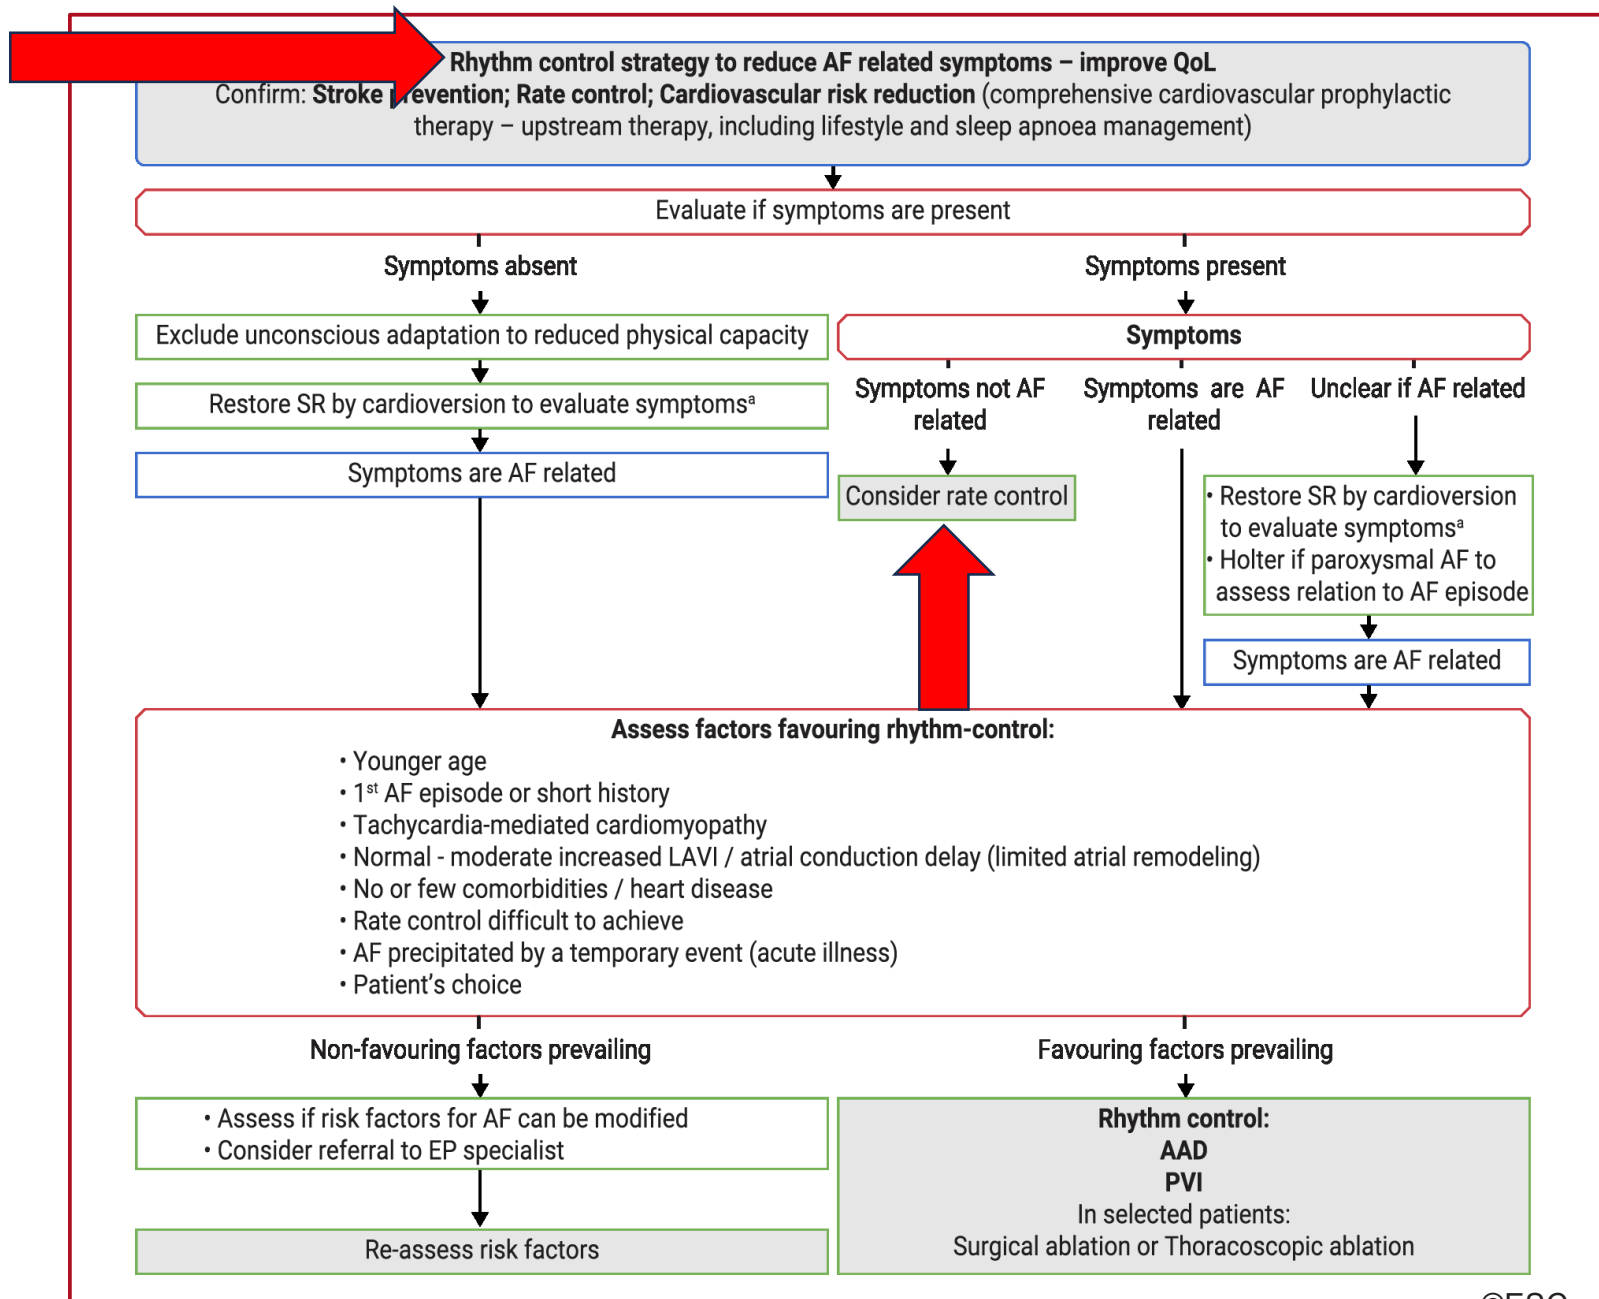 Rhythm control strategy to reduce AF related symptoms – improve QoL
Confirm: Stroke prevention; Rate control; Cardiovascular risk reduction (comprehensive cardiovascular prophylactic
therapy – upstream therapy, including lifestyle and sleep apnoea management)
Evaluate if symptoms are present
Symptoms absent
Symptoms present
Exclude unconscious adaptation to reduced physical capacity
Restore SR by cardioversion to evaluate symptomsᵃ
Symptoms are AF related
Symptoms
Symptoms not AF
related
Symptoms are AF
related
Unclear if AF related
Consider rate control
• Restore SR by cardioversion
to evaluate symptomsᵃ
• Holter if paroxysmal AF to
assess relation to AF episode
Symptoms are AF related
Assess factors favouring rhythm-control:
• Younger age
• 1ˢᵗ AF episode or short history
• Tachycardia-mediated cardiomyopathy
• Normal - moderate increased LAVI / atrial conduction delay (limited atrial remodeling)
• No or few comorbidities / heart disease
• Rate control difficult to achieve
• AF precipitated by a temporary event (acute illness)
• Patient's choice
Non-favouring factors prevailing
Favouring factors prevailing
• Assess if risk factors for AF can be modified
• Consider referral to EP specialist
Re-assess risk factors
Rhythm control:
AAD
PVI
In selected patients:
Surgical ablation or Thoracoscopic ablation